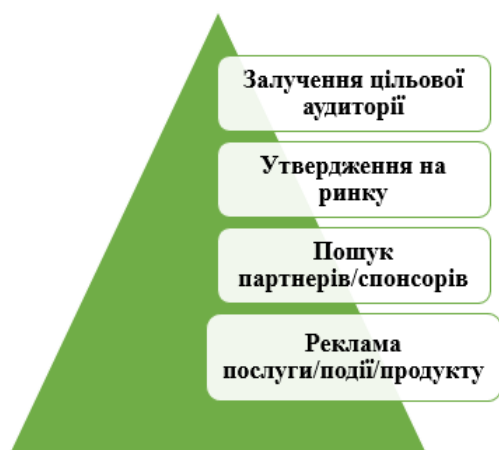 Залучення цільової
аудиторії
Утвердження на
ринку
Пошук
партнерів/спонсорів
Реклама
послуги/події/продукту